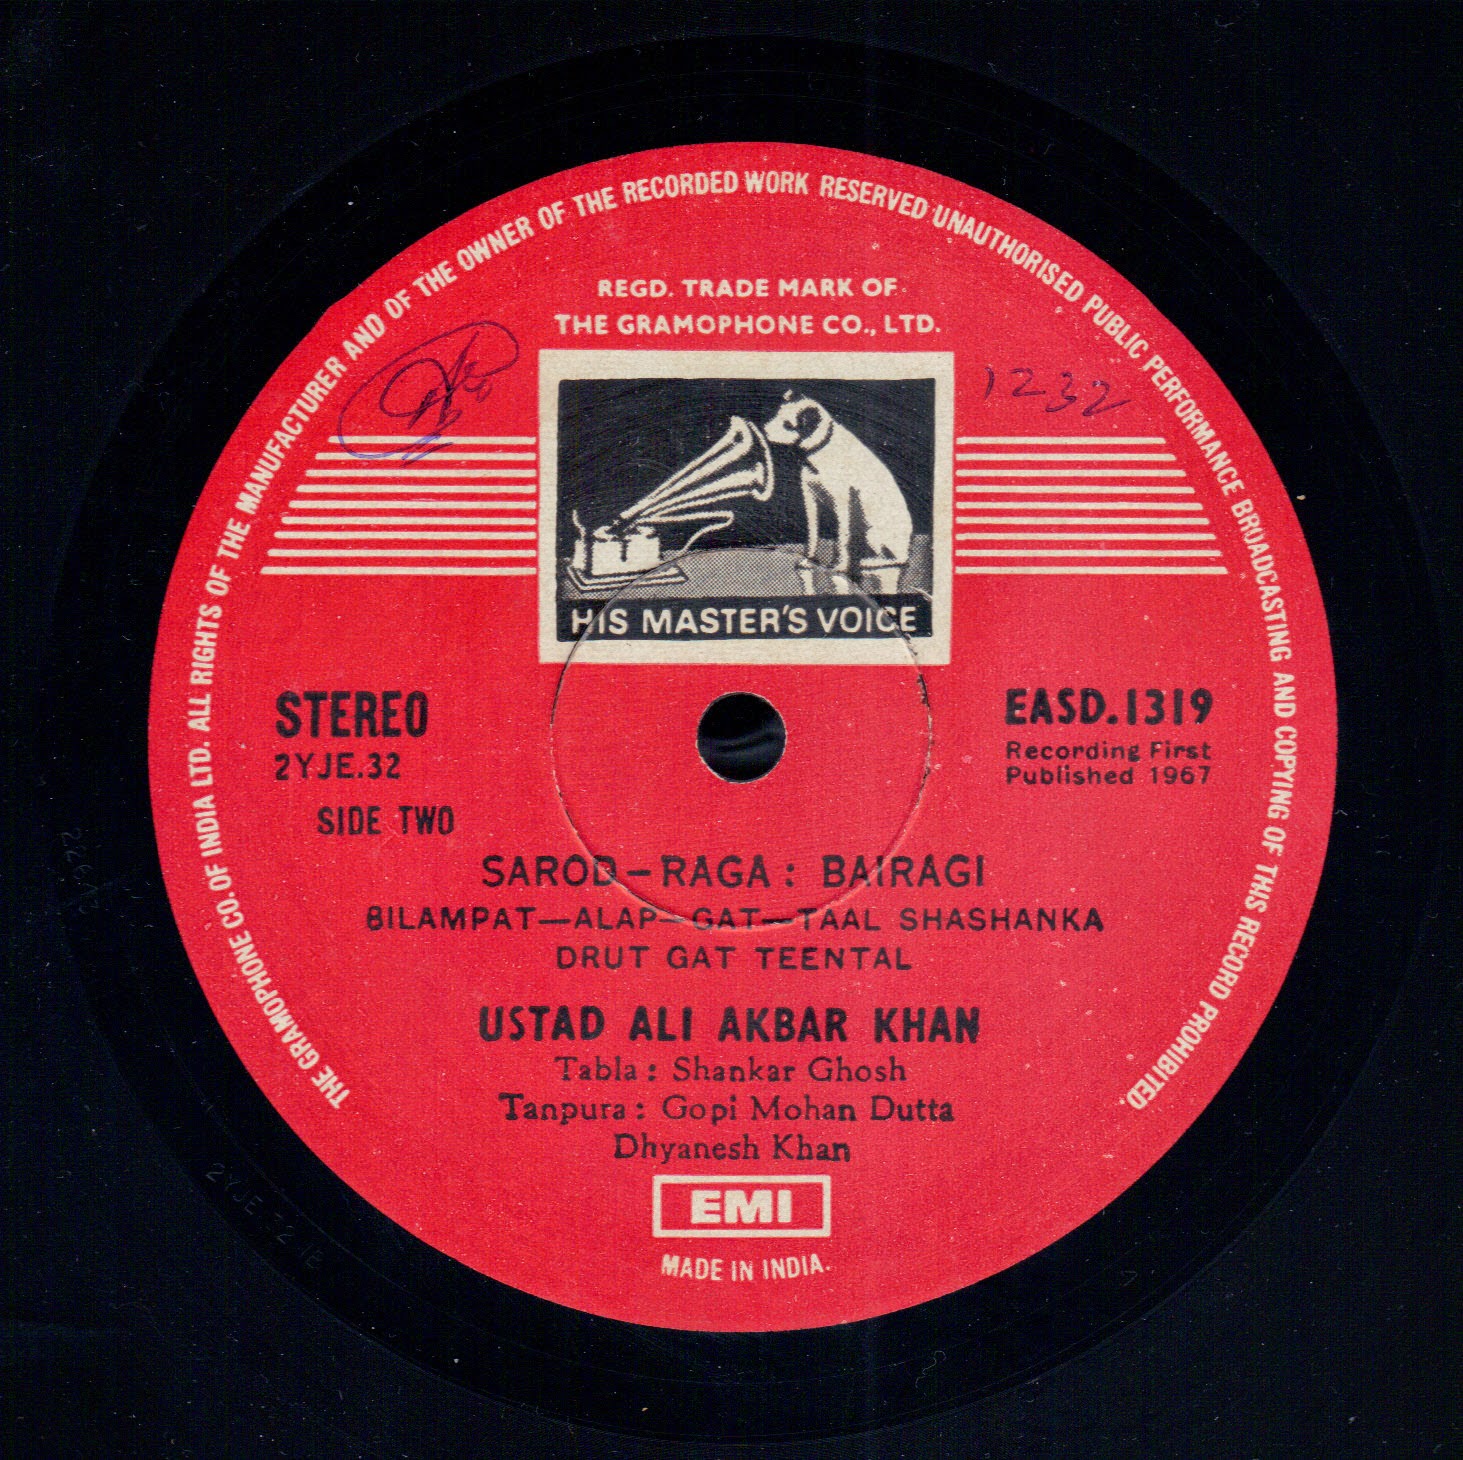 THE GRAMOPHONE CO. OF INDIA LTD. ALL RIGHTS OF THE MANUFACTURER AND OF THE OWNER OF THE RECORDED WORK RESERVED UNAUTHORISED PUBLIC PERFORMANCE BROADCASTING AND COPYING OF THIS RECORD PROHIBITED.
REGD. TRADE MARK OF
THE GRAMOPHONE CO., LTD.
1232
HIS MASTER'S VOICE
STEREO
2YJE.32
SIDE TWO
EASD.1319
Recording First
Published 1967
SAROD - RAGA : BAIRAGI
BILAMPAT—ALAP—GAT—TAAL SHASHANKA
DRUT GAT TEENTAL
USTAD ALI AKBAR KHAN
Tabla : Shankar Ghosh
Tanpura : Gopi Mohan Dutta
Dhyanesh Khan
EMI
MADE IN INDIA.